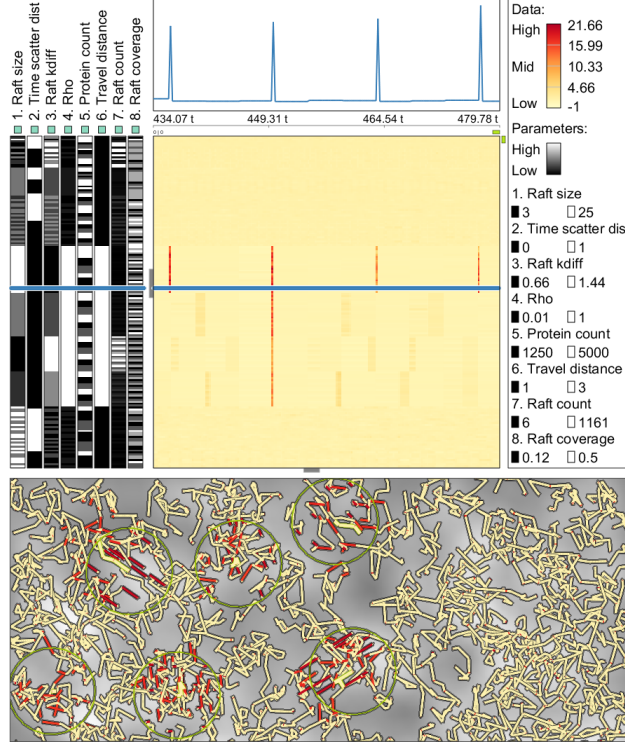 1. Raft size
2. Time scatter dist
3. Raft kdiff
4. Rho
5. Protein count
6. Travel distance
7. Raft count
8. Raft coverage
434.07 t
449.31 t
464.54 t
479.78 t
Data:
High
Mid
Low
21.66
15.99
10.33
4.66
-1
Parameters:
High
Low
1. Raft size
3 25
2. Time scatter dis
0 1
3. Raft kdiff
0.66 1.44
4. Rho
0.01 1
5. Protein count
1250 5000
6. Travel distance
1 3
7. Raft count
6 1161
8. Raft coverage
0.12 0.5